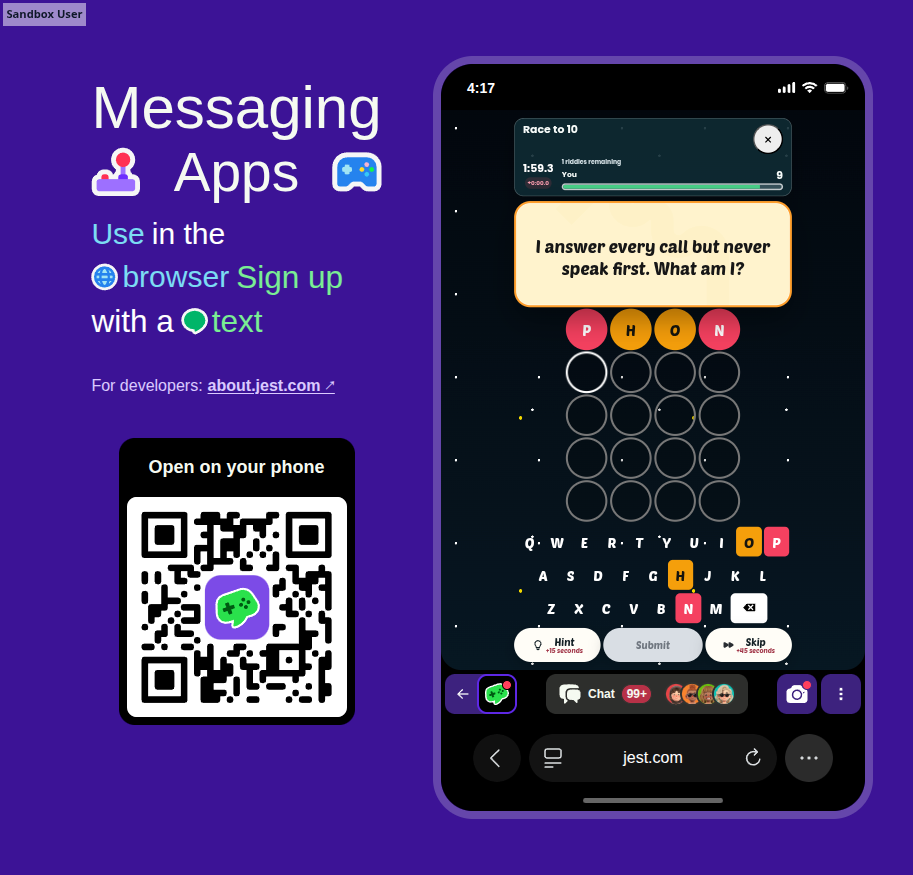 Sandbox User
Messaging
Apps
Use in the
browser Sign up
with a text
For developers: about.jest.com ↗
Open on your phone
4:17
Race to 10
×
1 riddles remaining
1:59.3
You
9
+0:00.0
I answer every call but never
speak first. What am I?
P H O N
Q W E R T Y U I O P
A S D F G H J K L
Z X C V B N M
Hint
+15 seconds
Submit
Skip
+45 seconds
Chat 99+
jest.com